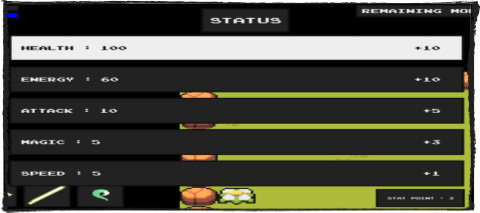 REMAINING MO
STATUS
HEALTH : 100 +10
ENERGY : 60 +10
ATTACK : 10 +5
MAGIC : 5 +3
SPEED : 5 +1
STAT POINT : 2